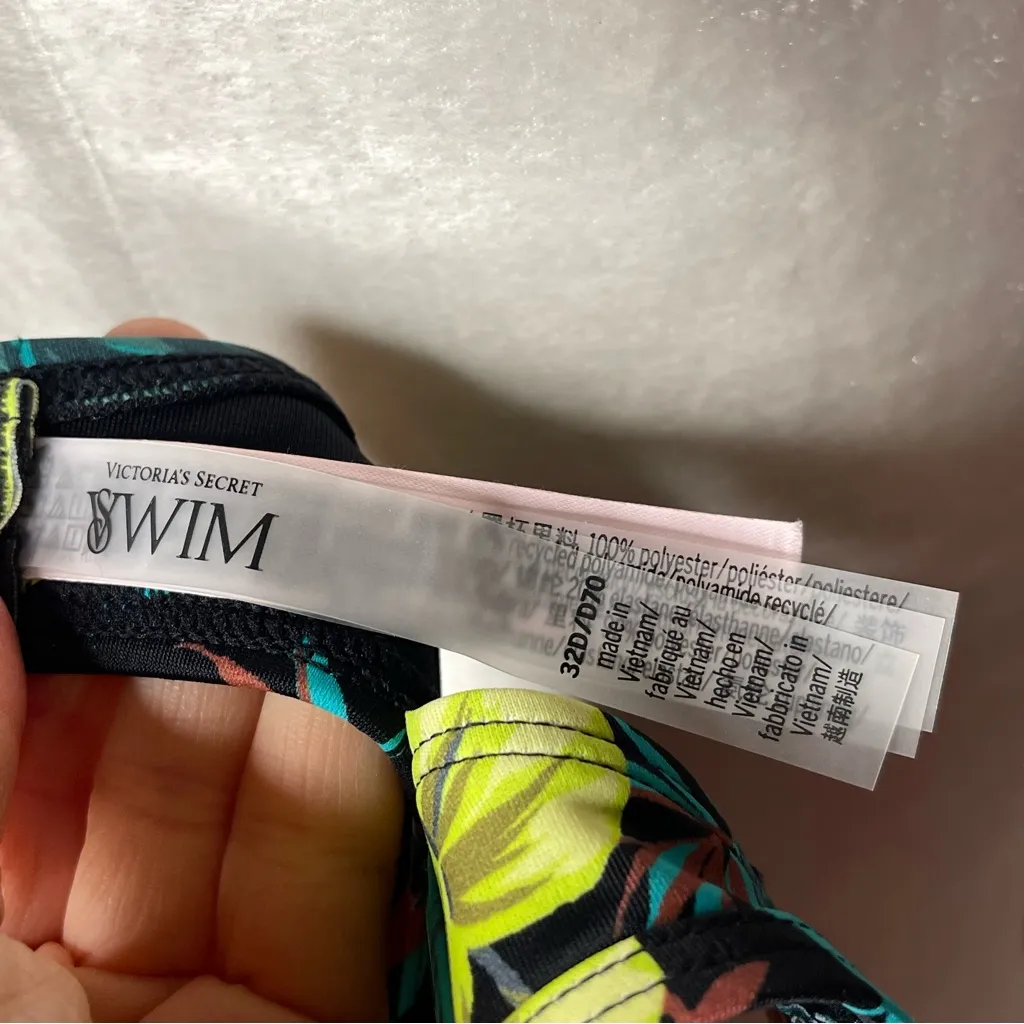 VICTORIA'S SECRET
SWIM
100% polyester/poliéster/poliestere/
recycled polyamide/polyamide recyclé/
32D/D70
made in
Vietnam/
fabriqué au
Vietnam/
hecho en
Vietnam/
fabbricato in
Vietnam/
越南制造